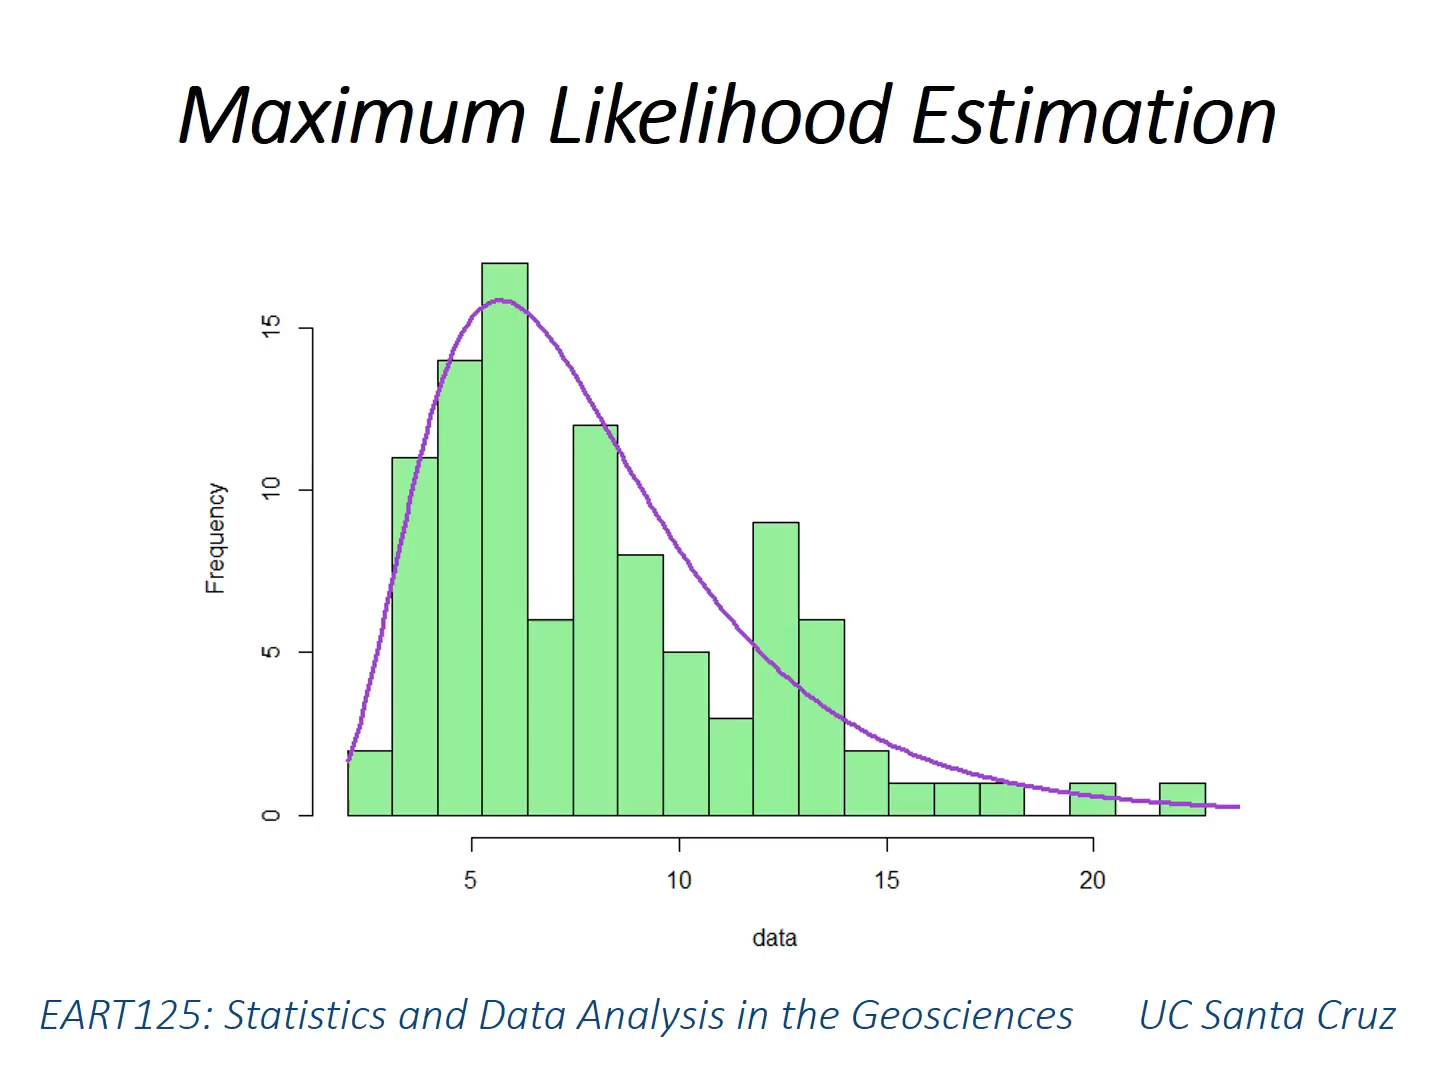 Maximum Likelihood Estimation
15
10
5
0
Frequency
5 10 15 20
data
EART125: Statistics and Data Analysis in the Geosciences UC Santa Cruz